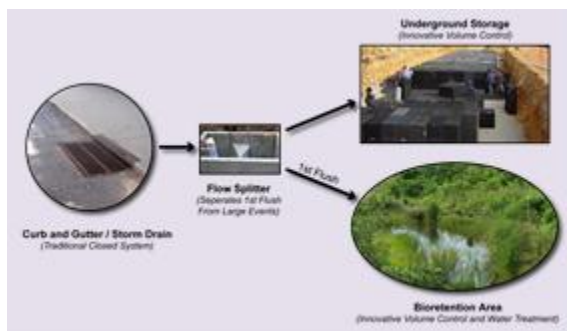 Underground Storage
(Innovative Volume Control)
1st Flush
Flow Splitter
(Seperates 1st Flush
From Large Events)
Curb and Gutter / Storm Drain
(Traditional Closed System)
Bioretention Area
(Innovative Volume Control and Water Treatment)